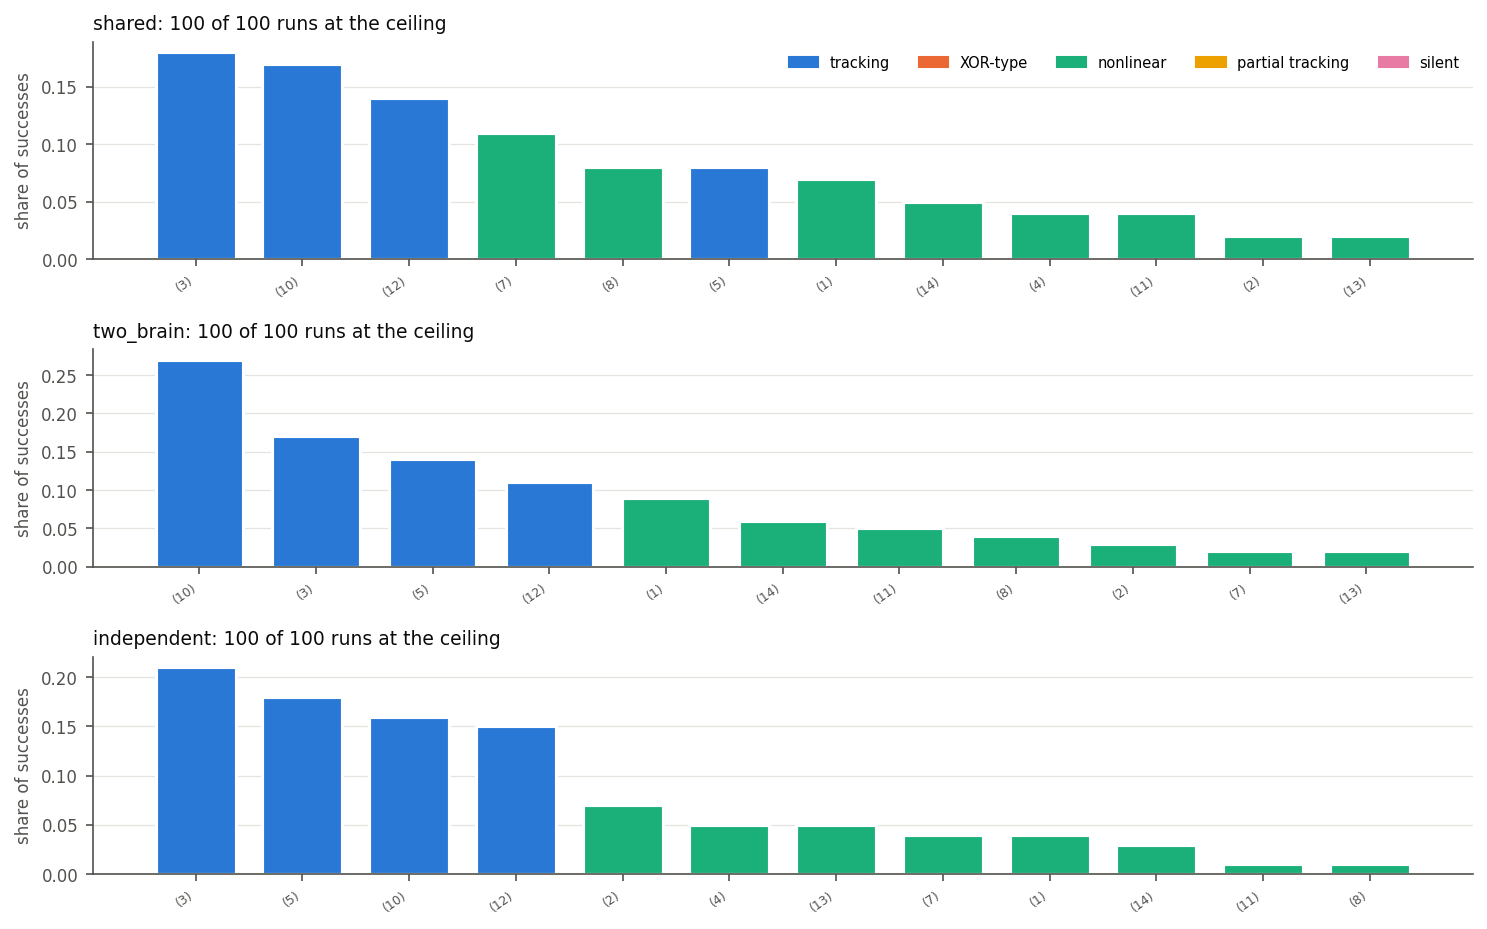 shared: 100 of 100 runs at the ceiling
tracking XOR-type nonlinear partial tracking silent
share of successes
0.15
0.10
0.05
0.00
(3) (10) (12) (7) (8) (5) (1) (14) (4) (11) (2) (13)
two_brain: 100 of 100 runs at the ceiling
share of successes
0.25
0.20
0.15
0.10
0.05
0.00
(10) (3) (5) (12) (1) (14) (11) (8) (2) (7) (13)
independent: 100 of 100 runs at the ceiling
share of successes
0.20
0.15
0.10
0.05
0.00
(3) (5) (10) (12) (2) (4) (13) (7) (1) (14) (11) (8)